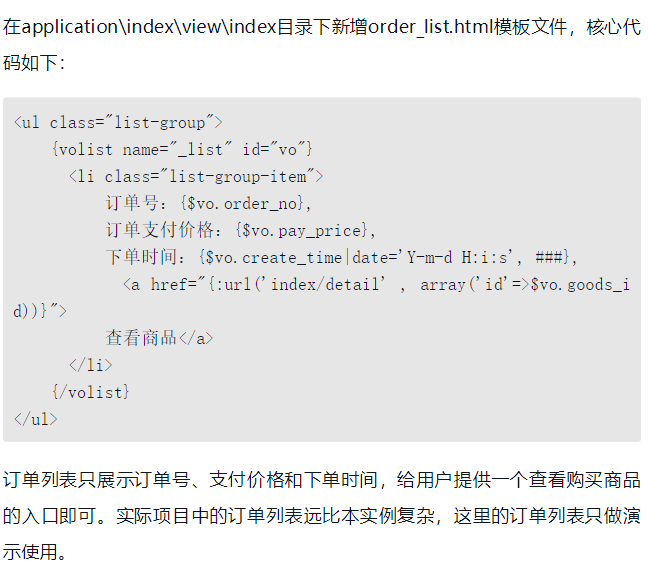 在application\index\view\index目录下新增order_list.html模板文件，核心代
码如下：
<ul class="list-group">
    {volist name="_list" id="vo"}
      <li class="list-group-item">
          订单号：{$vo.order_no},
          订单支付价格：{$vo.pay_price},
          下单时间：{$vo.create_time|date='Y-m-d H:i:s', ###},
            <a href="{:url('index/detail' , array('id'=>$vo.goods_i
d))}">
          查看商品</a>
      </li>
    {/volist}
</ul>
订单列表只展示订单号、支付价格和下单时间，给用户提供一个查看购买商品
的入口即可。实际项目中的订单列表远比本实例复杂，这里的订单列表只做演
示使用。